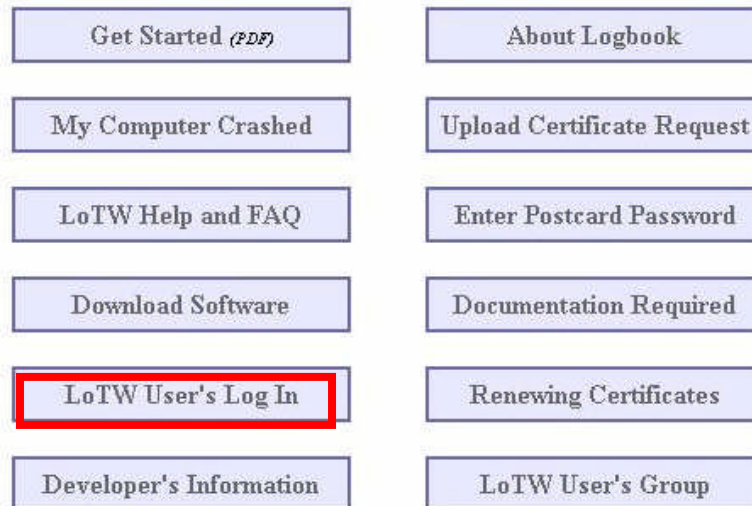 Get Started (PDF)
About Logbook
My Computer Crashed
Upload Certificate Request
LoTW Help and FAQ
Enter Postcard Password
Download Software
Documentation Required
LoTW User's Log In
Renewing Certificates
Developer's Information
LoTW User's Group